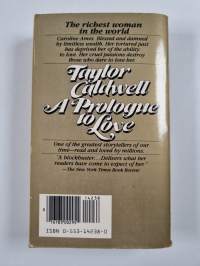 The richest woman
in the world
Caroline Ames. Blessed and damned
by limitless wealth. Her tortured past
has deprived her of the ability
to love. Her cruel passions destroy
those who dare to love her.
Taylor
Caldwell
A Prologue
to Love
One of the greatest storytellers of our
time—read and loved by millions.
"A blockbuster... Delivers what her
readers have come to expect of her"
—The New York Times Book Review
14238
ISBN 0-553-14238-0